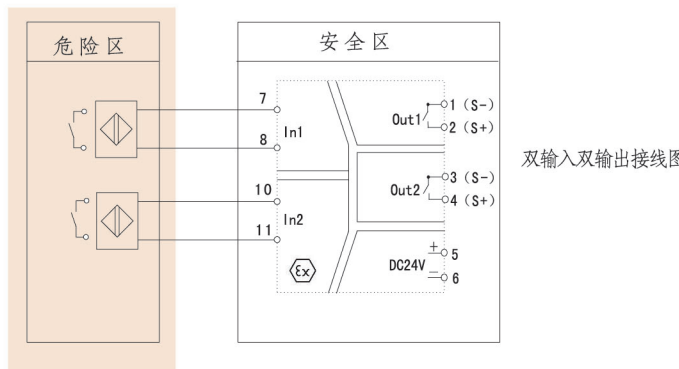 危险区
安全区
7
8
In1
10
11
In2
Ex
Out1
1 (S-)
2 (S+)
Out2
3 (S-)
4 (S+)
DC24V
+ 5
- 6
双输入双输出接线图